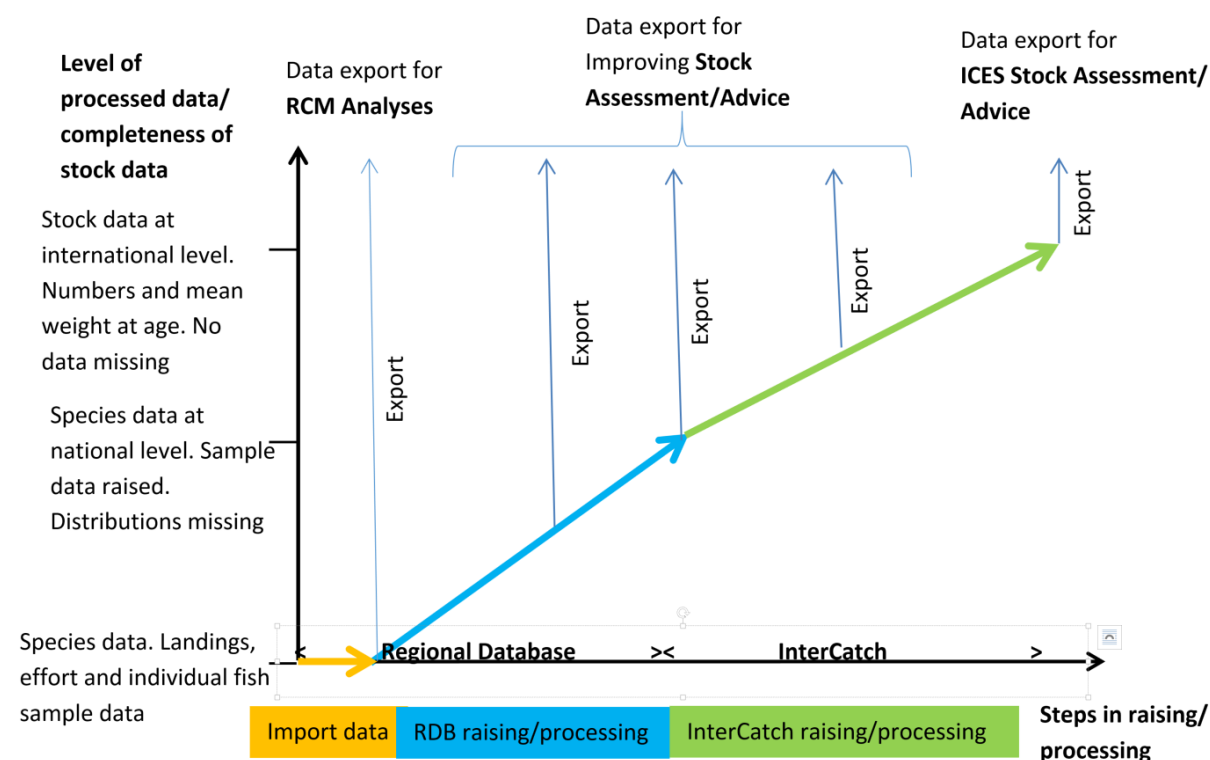 Level of
processed data/
completeness of
stock data
Data export for
RCM Analyses
Data export for
Improving Stock
Assessment/Advice
Data export for
ICES Stock Assessment/
Advice
Stock data at
international level.
Numbers and mean
weight at age. No
data missing
Species data at
national level. Sample
data raised.
Distributions missing
Species data. Landings,
effort and individual fish
sample data
Export
Export
Export
Export
Export
< Regional Database >< InterCatch >
Import data
RDB raising/processing
InterCatch raising/processing
Steps in raising/
processing